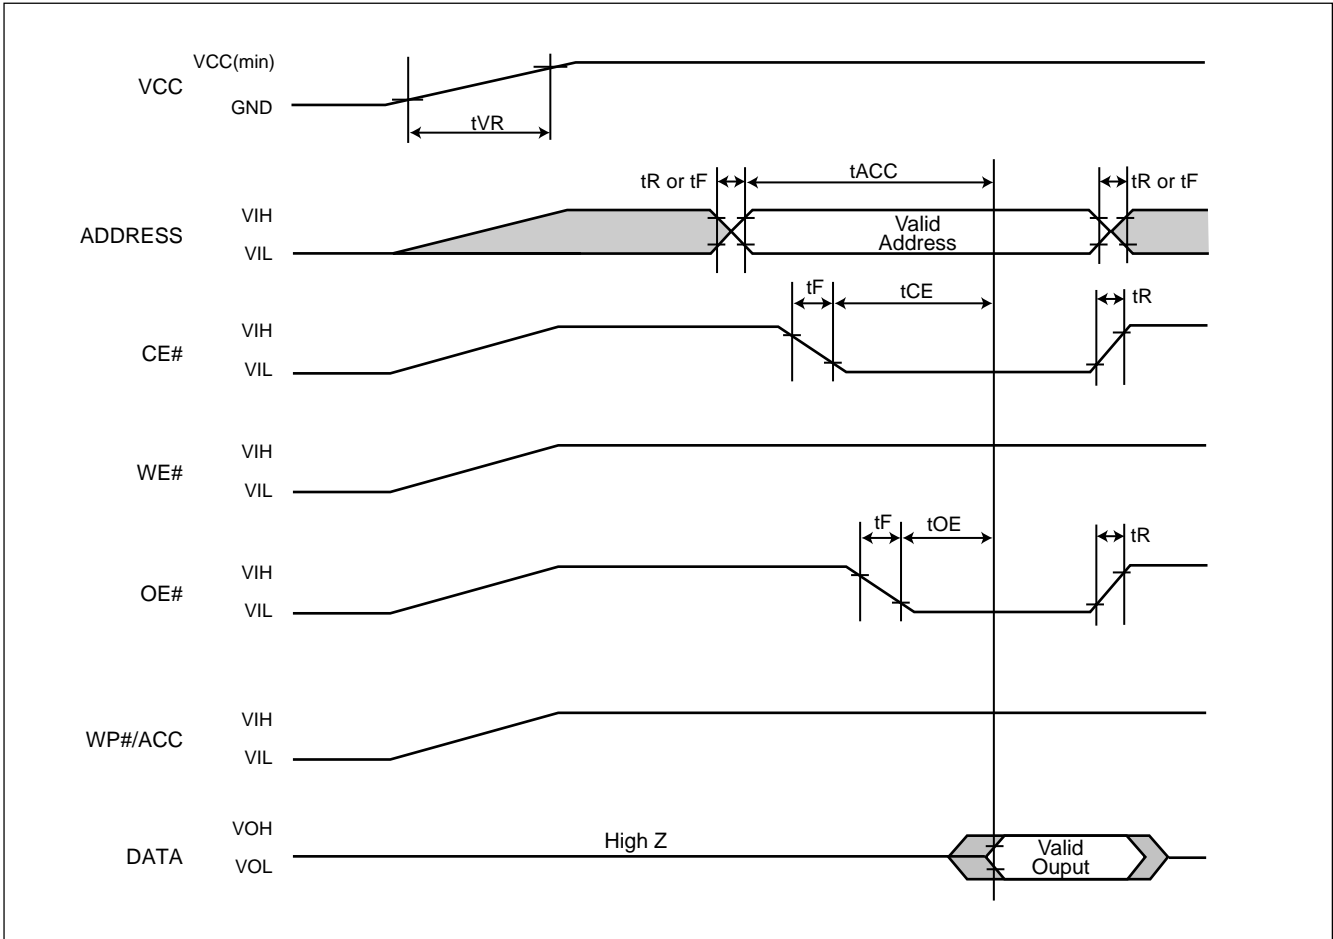 VCC(min)
VCC
GND
tVR
tR or tF
tACC
tR or tF
VIH
ADDRESS
VIL
Valid
Address
tF
tCE
tR
VIH
CE#
VIL
VIH
WE#
VIL
tF
tOE
tR
VIH
OE#
VIL
VIH
WP#/ACC
VIL
VOH
High Z
DATA
VOL
Valid
Ouput